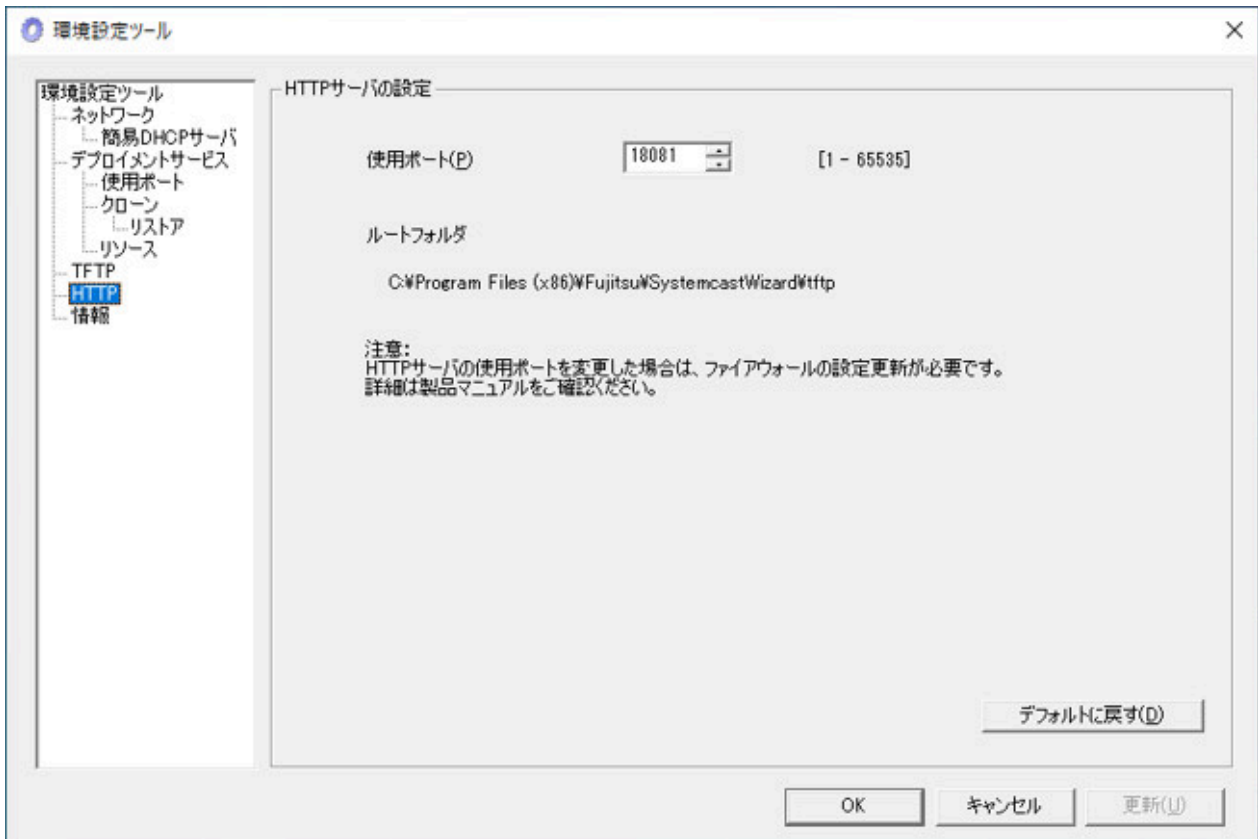 環境設定ツール
環境設定ツール
ネットワーク
簡易DHCPサーバ
デプロイメントサービス
使用ポート
クローン
リストア
リソース
TFTP
HTTP
情報
HTTPサーバの設定
使用ポート(P) 18081 [1 - 65535]
ルートフォルダ
C:¥Program Files (x86)¥Fujitsu¥SystemcastWizard¥tftp
注意:
HTTPサーバの使用ポートを変更した場合は、ファイアウォールの設定更新が必要です。
詳細は製品マニュアルをご確認ください。
デフォルトに戻す(D)
OK キャンセル 更新(U)